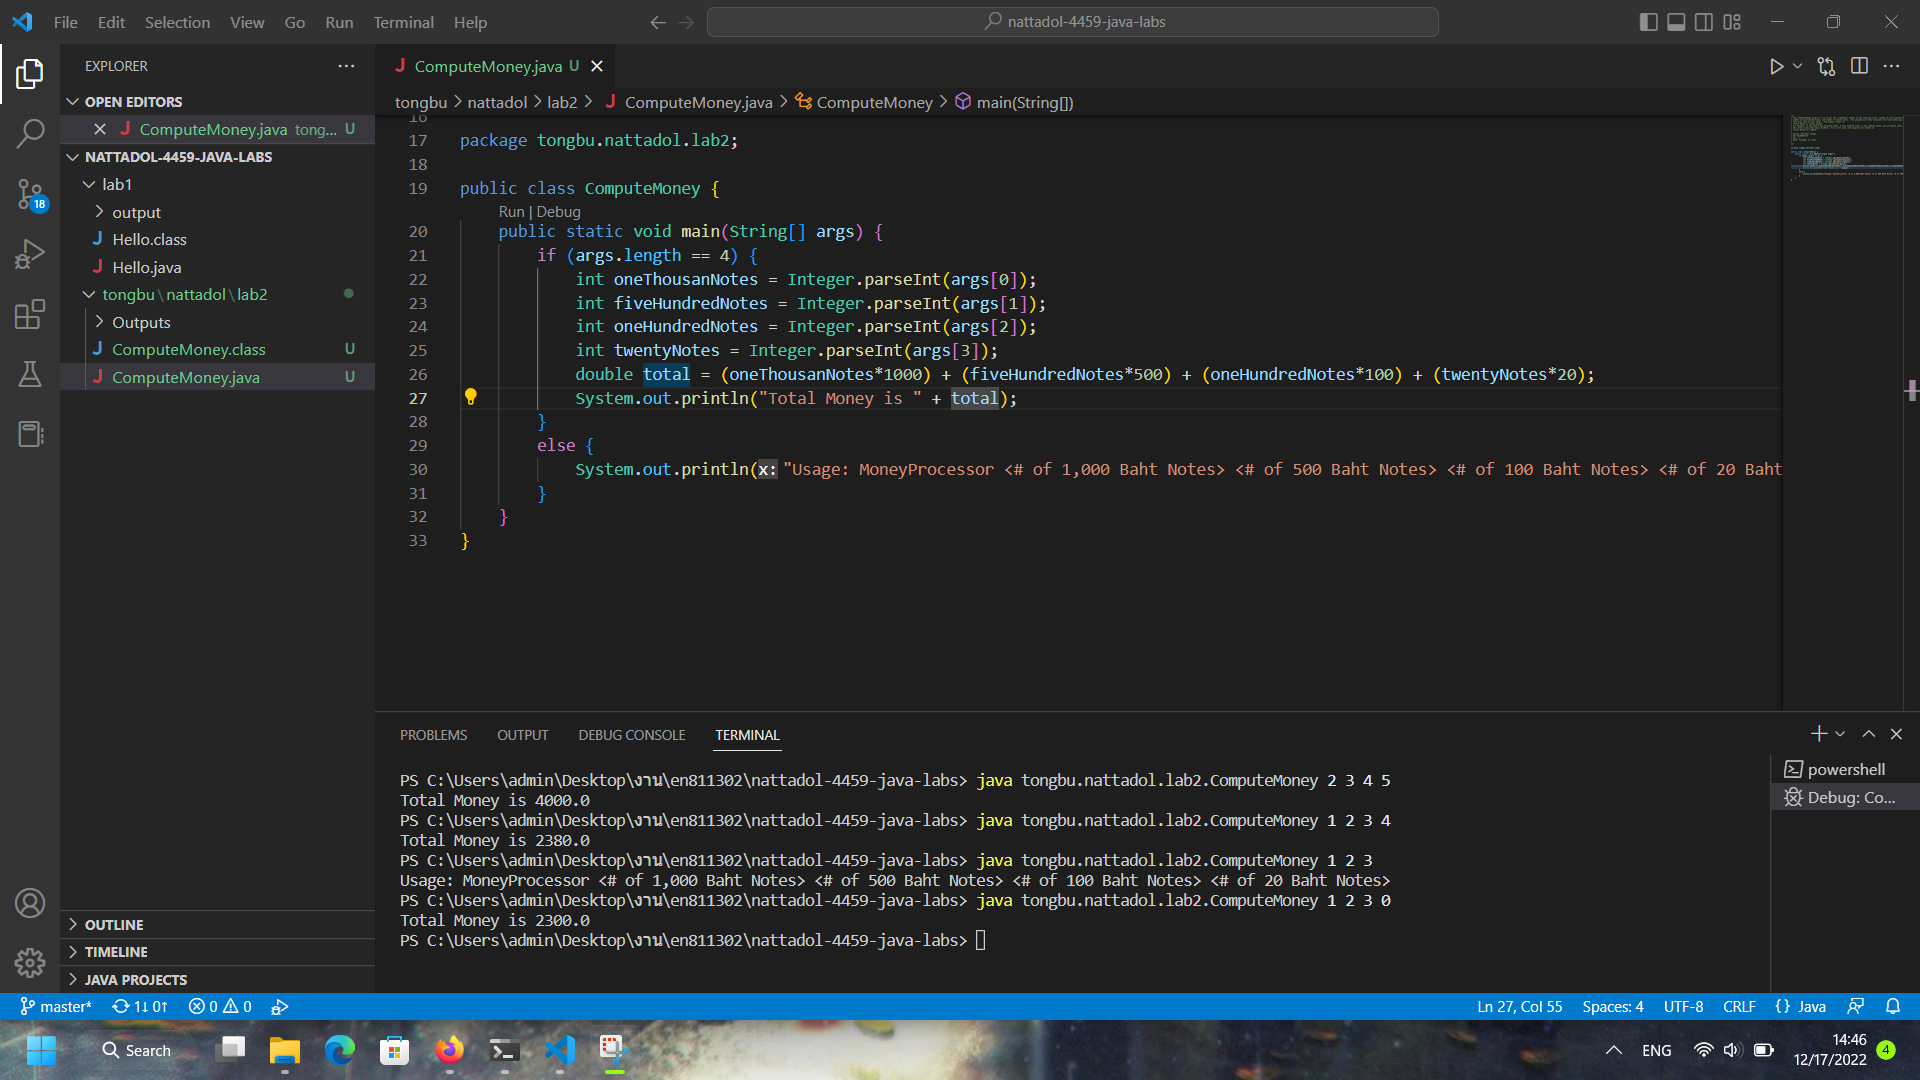 File Edit Selection View Go Run Terminal Help
nattadol-4459-java-labs
EXPLORER
OPEN EDITORS
ComputeMoney.java tong... U
NATTADOL-4459-JAVA-LABS
lab1
output
Hello.class
Hello.java
tongbu\nattadol\lab2
Outputs
ComputeMoney.class U
ComputeMoney.java U
OUTLINE
TIMELINE
JAVA PROJECTS
18
ComputeMoney.java U
tongbu > nattadol > lab2 > ComputeMoney.java > ComputeMoney > main(String[])
16
17 package tongbu.nattadol.lab2;
18
19 public class ComputeMoney {
Run | Debug
20 public static void main(String[] args) {
21 if (args.length == 4) {
22 int oneThousanNotes = Integer.parseInt(args[0]);
23 int fiveHundredNotes = Integer.parseInt(args[1]);
24 int oneHundredNotes = Integer.parseInt(args[2]);
25 int twentyNotes = Integer.parseInt(args[3]);
26 double total = (oneThousanNotes*1000) + (fiveHundredNotes*500) + (oneHundredNotes*100) + (twentyNotes*20);
27 System.out.println("Total Money is " + total);
28 }
29 else {
30 System.out.println(x: "Usage: MoneyProcessor <# of 1,000 Baht Notes> <# of 500 Baht Notes> <# of 100 Baht Notes> <# of 20 Baht
31 }
32 }
33 }
PROBLEMS OUTPUT DEBUG CONSOLE TERMINAL
PS C:\Users\admin\Desktop\งาน\en811302\nattadol-4459-java-labs> java tongbu.nattadol.lab2.ComputeMoney 2 3 4 5
Total Money is 4000.0
PS C:\Users\admin\Desktop\งาน\en811302\nattadol-4459-java-labs> java tongbu.nattadol.lab2.ComputeMoney 1 2 3 4
Total Money is 2380.0
PS C:\Users\admin\Desktop\งาน\en811302\nattadol-4459-java-labs> java tongbu.nattadol.lab2.ComputeMoney 1 2 3
Usage: MoneyProcessor <# of 1,000 Baht Notes> <# of 500 Baht Notes> <# of 100 Baht Notes> <# of 20 Baht Notes>
PS C:\Users\admin\Desktop\งาน\en811302\nattadol-4459-java-labs> java tongbu.nattadol.lab2.ComputeMoney 1 2 3 0
Total Money is 2300.0
PS C:\Users\admin\Desktop\งาน\en811302\nattadol-4459-java-labs>
powershell
Debug: Co...
master* 1↓ 0↑ 0 0
Ln 27, Col 55 Spaces: 4 UTF-8 CRLF {} Java
Search
ENG
14:46
12/17/2022
4